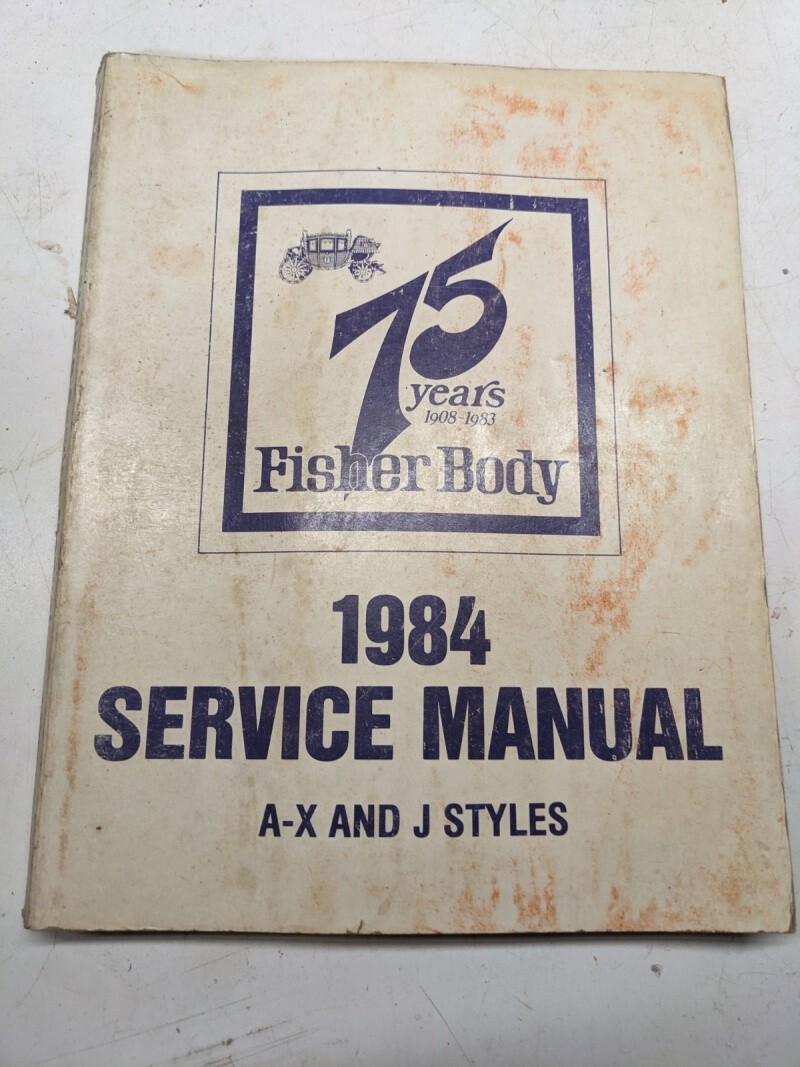 75
years
1908-1983
Fisher Body
1984
SERVICE MANUAL
A-X AND J STYLES